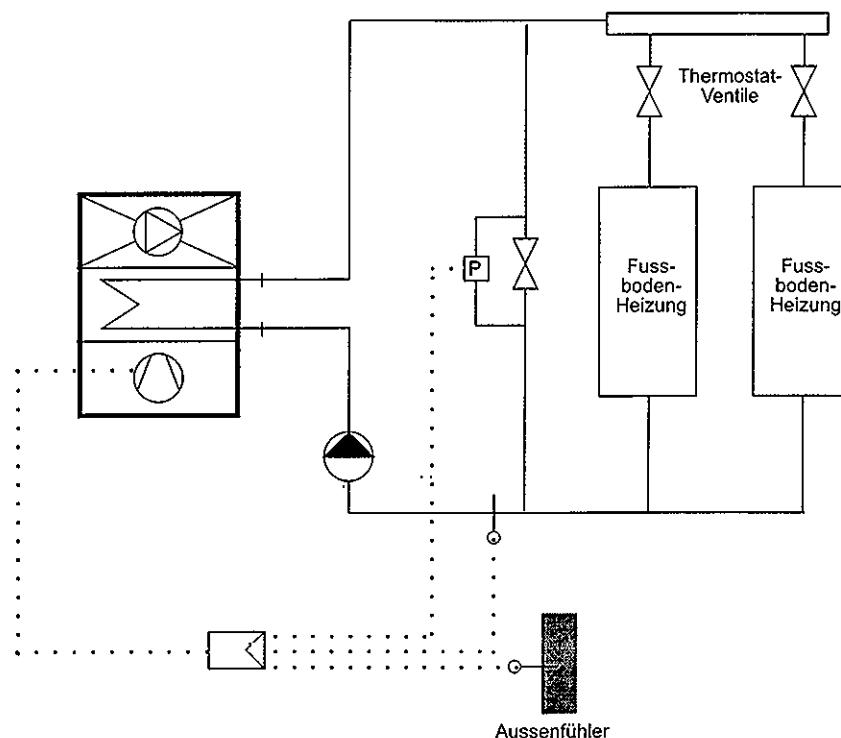 Thermostat-
Ventile
P
Fuss-
boden-
Heizung
Fuss-
boden-
Heizung
Aussenfühler